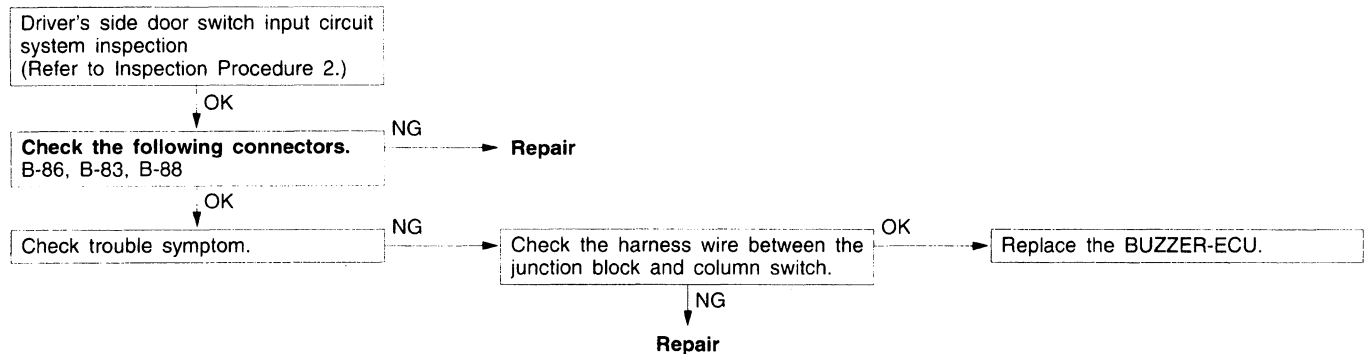 Driver's side door switch input circuit
system inspection
(Refer to Inspection Procedure 2.)
OK
Check the following connectors.
B-86, B-83, B-88
NG
Repair
OK
Check trouble symptom.
NG
Check the harness wire between the
junction block and column switch.
OK
Replace the BUZZER-ECU.
NG
Repair